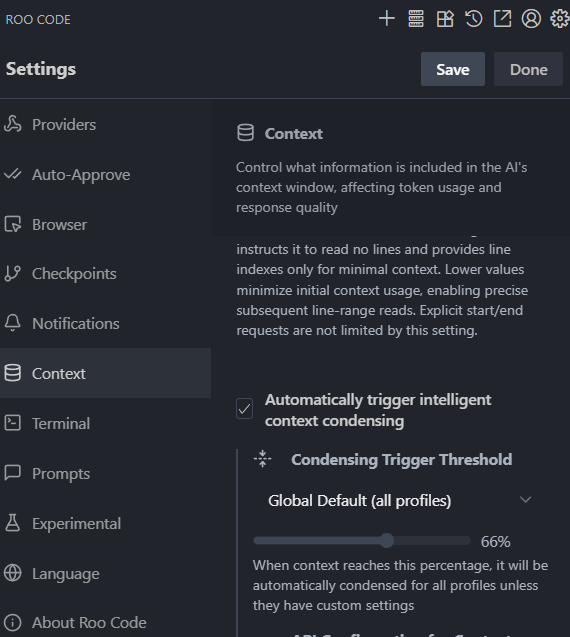 ROO CODE
Settings
Save
Done
Providers
Auto-Approve
Browser
Checkpoints
Notifications
Context
Terminal
Prompts
Experimental
Language
About Roo Code
Context
Control what information is included in the AI's
context window, affecting token usage and
response quality
instructs it to read no lines and provides line
indexes only for minimal context. Lower values
minimize initial context usage, enabling precise
subsequent line-range reads. Explicit start/end
requests are not limited by this setting.
Automatically trigger intelligent
context condensing
Condensing Trigger Threshold
Global Default (all profiles)
66%
When context reaches this percentage, it will be
automatically condensed for all profiles unless
they have custom settings